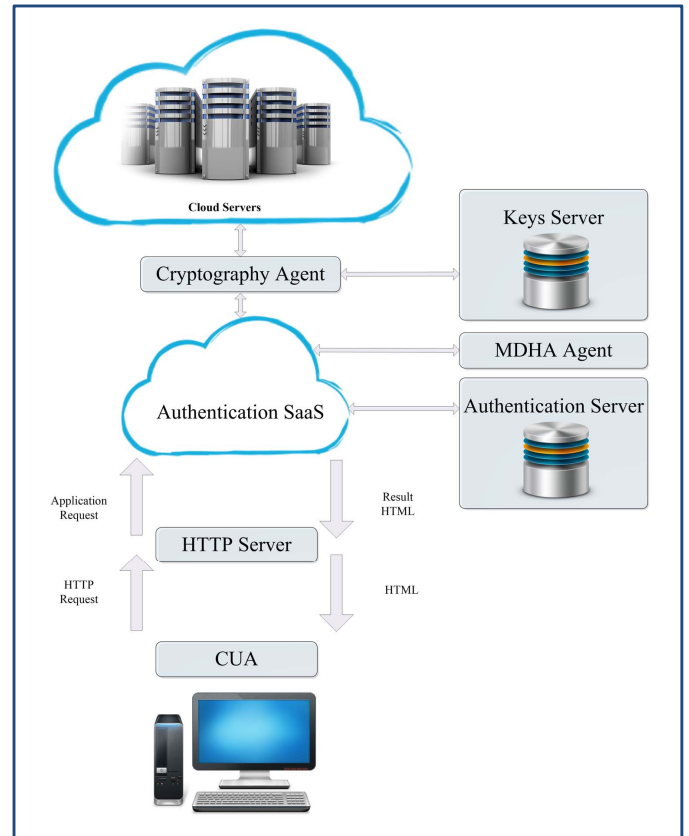 Cloud Servers
Keys Server
Cryptography Agent
MDHA Agent
Authentication SaaS
Authentication Server
Application
Request
Result
HTML
HTTP Server
HTTP
Request
HTML
CUA